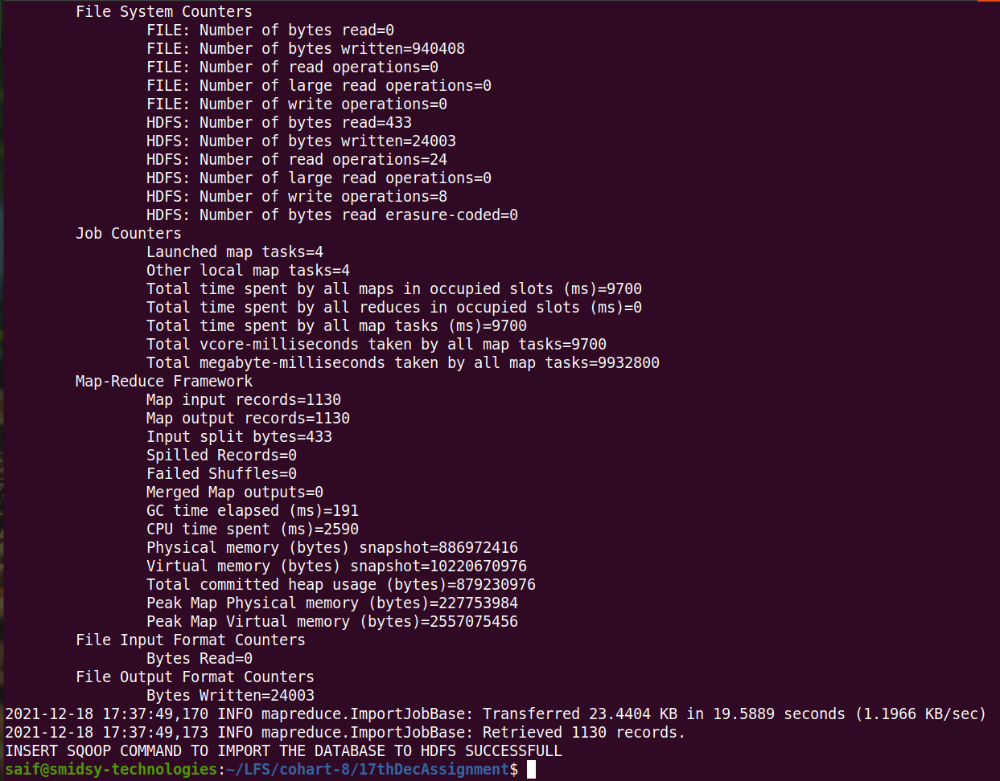 File System Counters
FILE: Number of bytes read=0
FILE: Number of bytes written=940408
FILE: Number of read operations=0
FILE: Number of large read operations=0
FILE: Number of write operations=0
HDFS: Number of bytes read=433
HDFS: Number of bytes written=24003
HDFS: Number of read operations=24
HDFS: Number of large read operations=0
HDFS: Number of write operations=8
HDFS: Number of bytes read erasure-coded=0
Job Counters
Launched map tasks=4
Other local map tasks=4
Total time spent by all maps in occupied slots (ms)=9700
Total time spent by all reduces in occupied slots (ms)=0
Total time spent by all map tasks (ms)=9700
Total vcore-milliseconds taken by all map tasks=9700
Total megabyte-milliseconds taken by all map tasks=9932800
Map-Reduce Framework
Map input records=1130
Map output records=1130
Input split bytes=433
Spilled Records=0
Failed Shuffles=0
Merged Map outputs=0
GC time elapsed (ms)=191
CPU time spent (ms)=2590
Physical memory (bytes) snapshot=886972416
Virtual memory (bytes) snapshot=10220670976
Total committed heap usage (bytes)=879230976
Peak Map Physical memory (bytes)=227753984
Peak Map Virtual memory (bytes)=2557075456
File Input Format Counters
Bytes Read=0
File Output Format Counters
Bytes Written=24003
2021-12-18 17:37:49,170 INFO mapreduce.ImportJobBase: Transferred 23.4404 KB in 19.5889 seconds (1.1966 KB/sec)
2021-12-18 17:37:49,173 INFO mapreduce.ImportJobBase: Retrieved 1130 records.
INSERT SQOOP COMMAND TO IMPORT THE DATABASE TO HDFS SUCCESSFULL
saif@smidsy-technologies:~/LFS/cohart-8/17thDecAssignment$